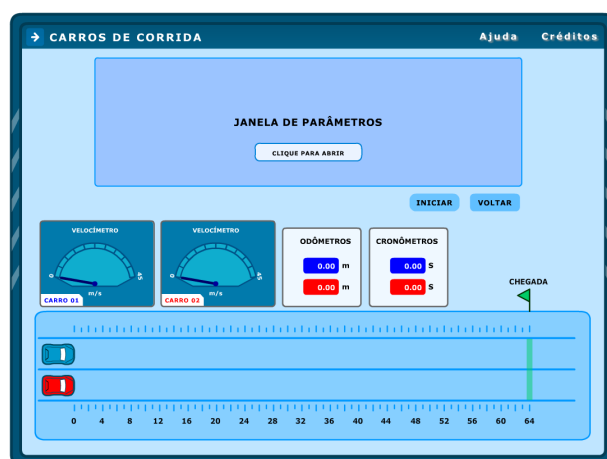 CARROS DE CORRIDA Ajuda Créditos
JANELA DE PARÂMETROS
CLIQUE PARA ABRIR
INICIAR VOLTAR
VELOCÍMETRO VELOCÍMETRO
ODÔMETROS CRONÔMETROS
0.00 m 0.00 S
0 45 0 45
m/s m/s
0.00 m 0.00 S
CARRO 01 CARRO 02
CHEGADA
0 4 8 12 16 20 24 28 32 36 40 44 48 52 56 60 64